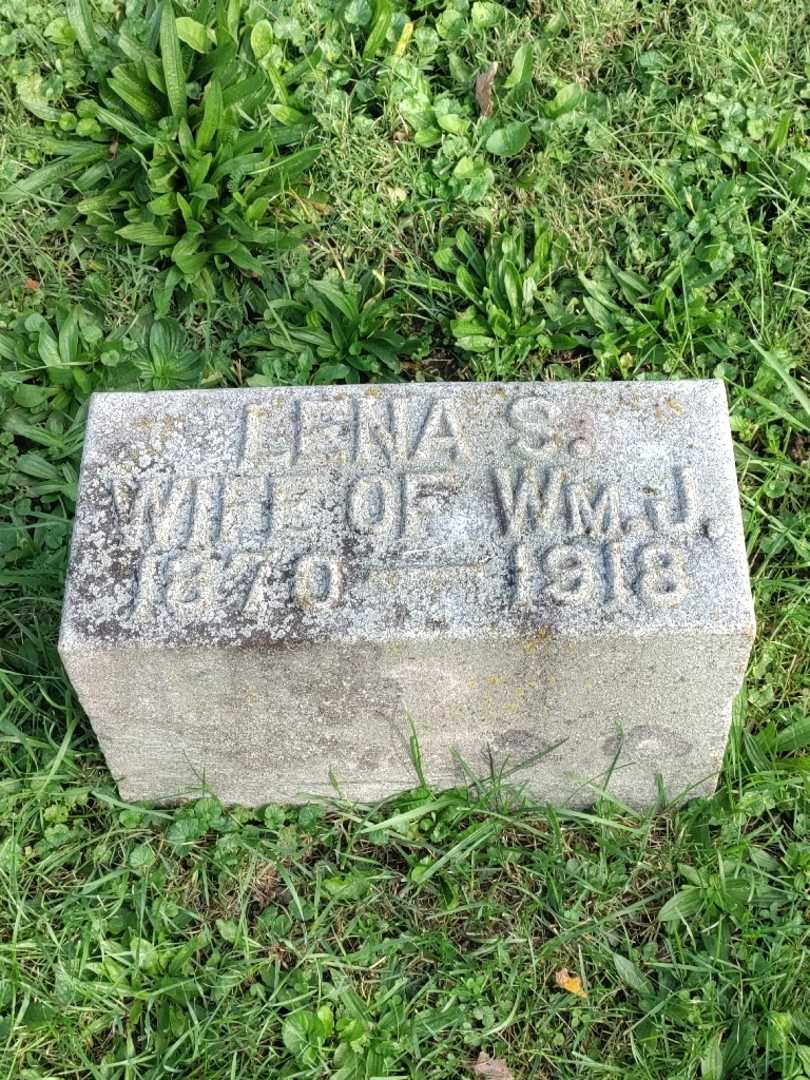 LENA S.
WIFE OF WM. J.
1870 — 1918